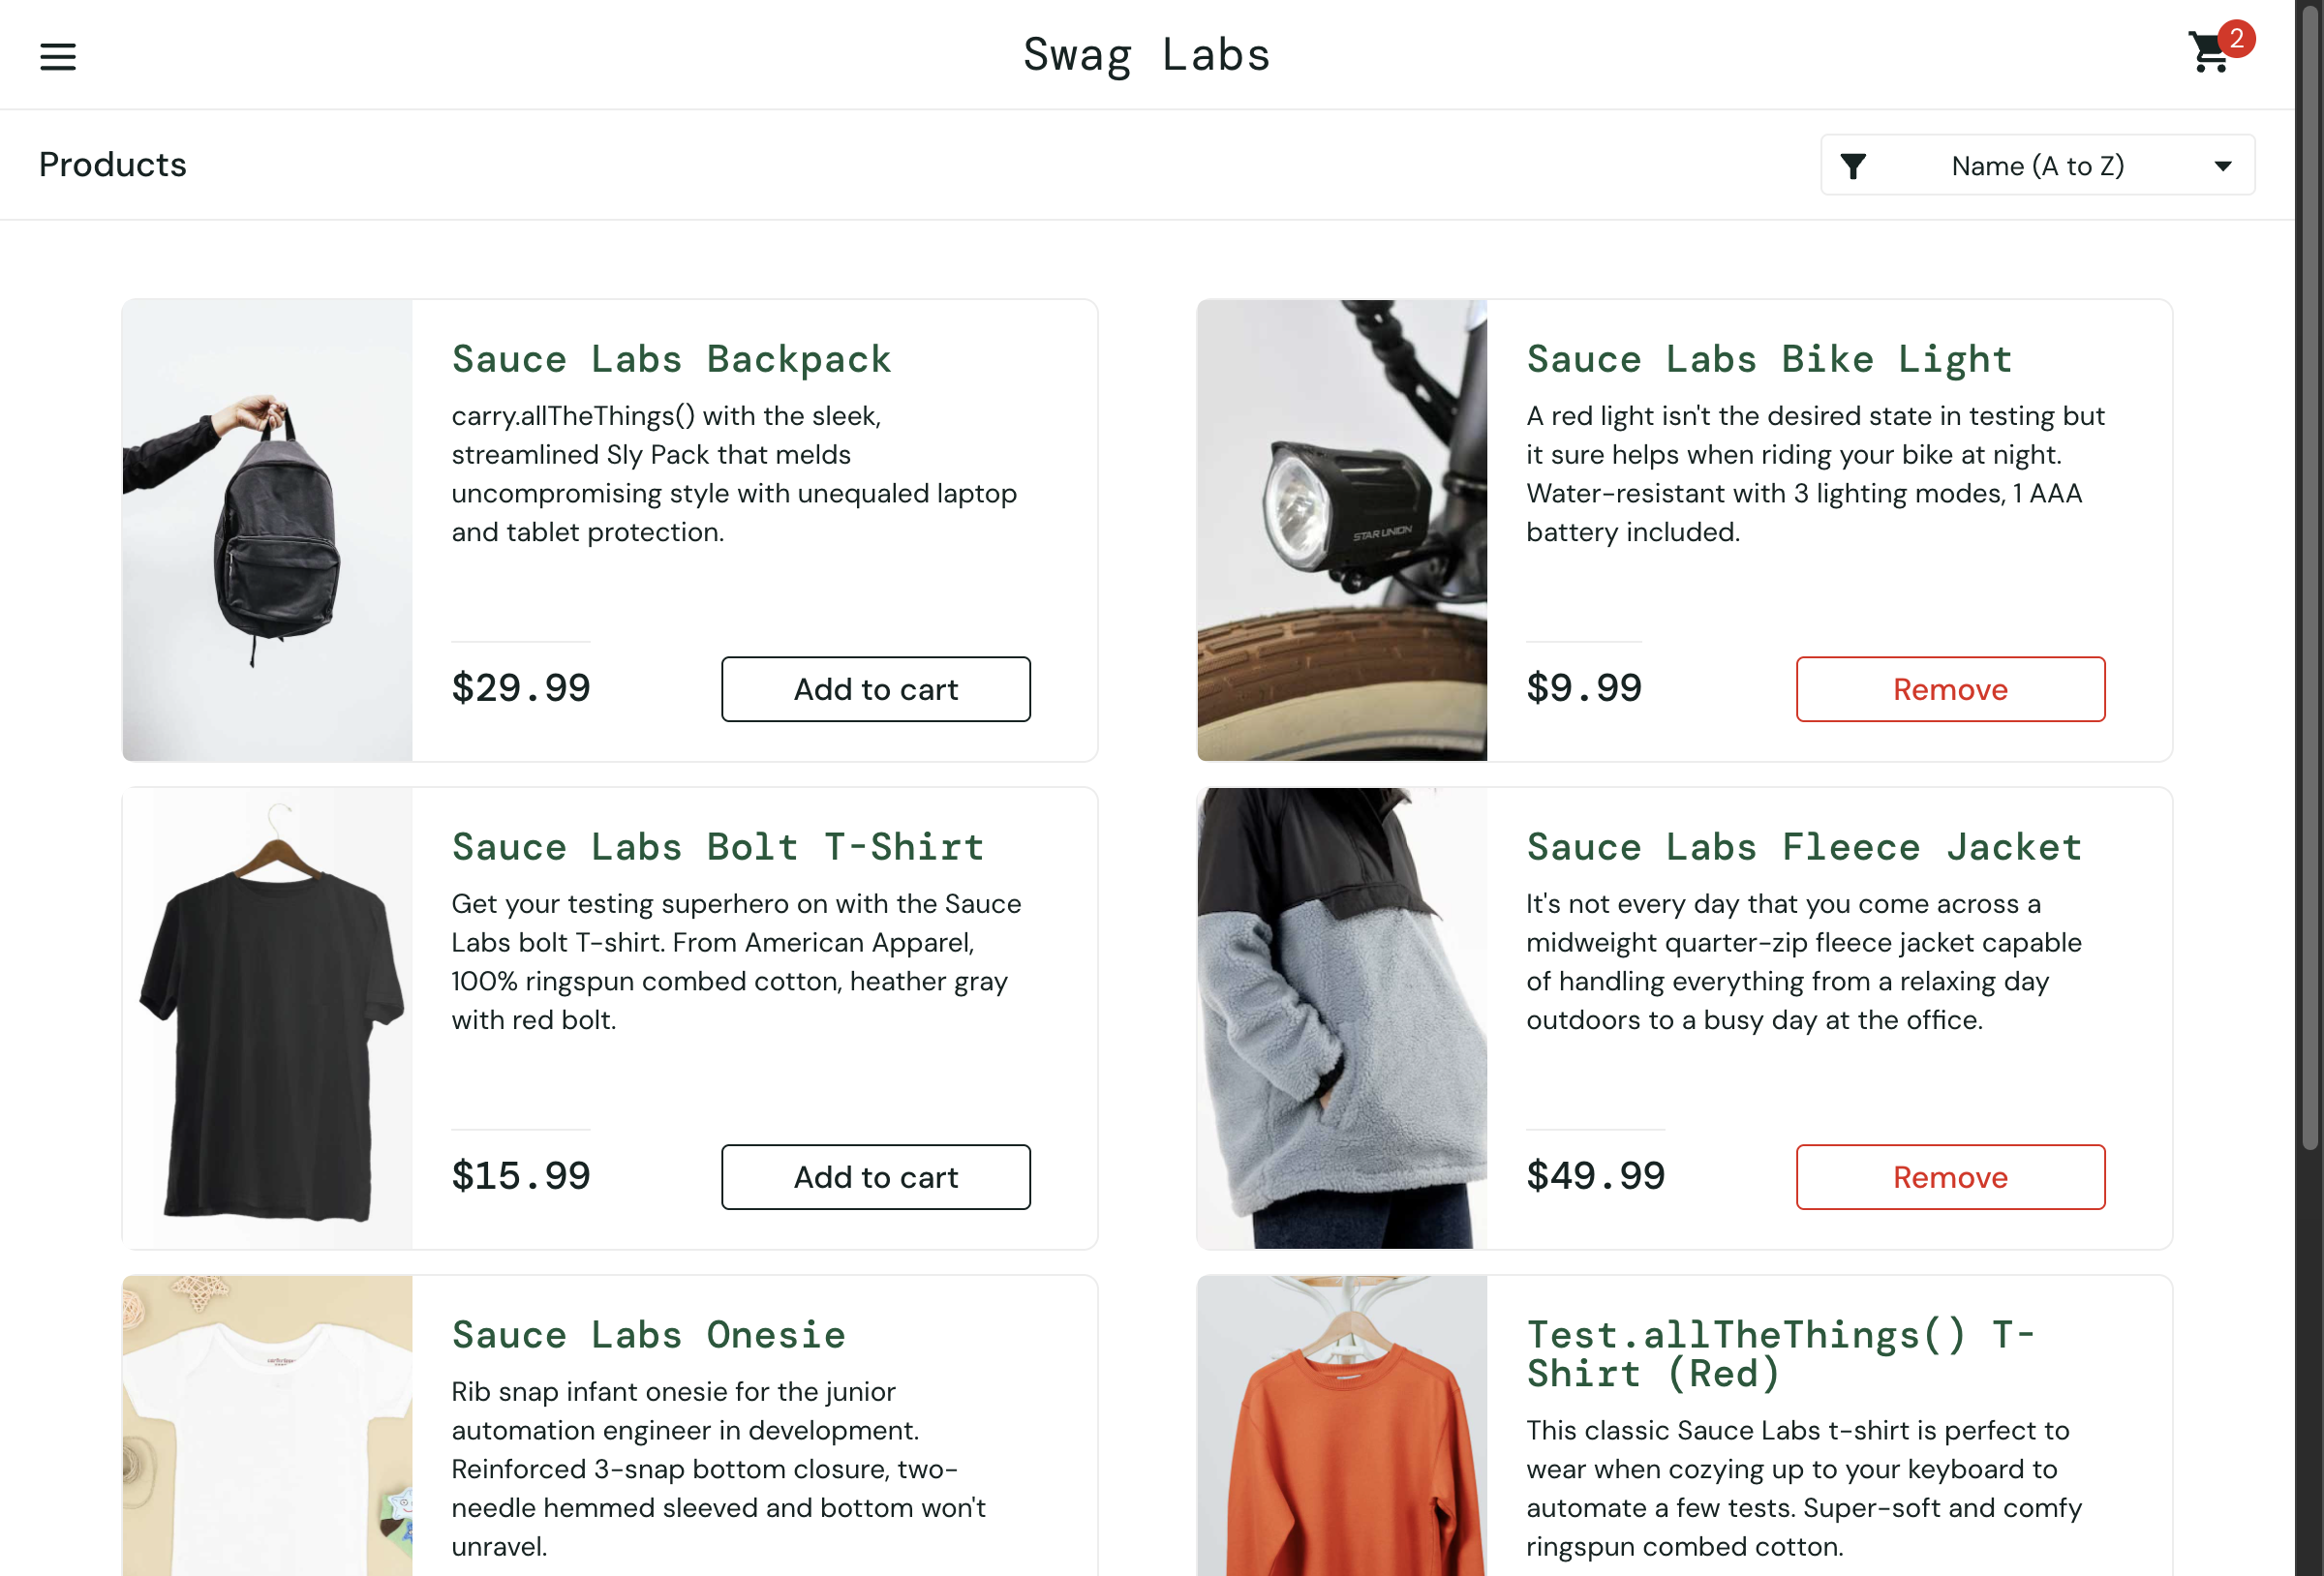 Swag Labs
2
Products
Name (A to Z)
Sauce Labs Backpack
carry.allTheThings() with the sleek,
streamlined Sly Pack that melds
uncompromising style with unequaled laptop
and tablet protection.
$29.99
Add to cart
Sauce Labs Bike Light
A red light isn't the desired state in testing but
it sure helps when riding your bike at night.
Water-resistant with 3 lighting modes, 1 AAA
battery included.
STAR UNION
$9.99
Remove
Sauce Labs Bolt T-Shirt
Get your testing superhero on with the Sauce
Labs bolt T-shirt. From American Apparel,
100% ringspun combed cotton, heather gray
with red bolt.
$15.99
Add to cart
Sauce Labs Fleece Jacket
It's not every day that you come across a
midweight quarter-zip fleece jacket capable
of handling everything from a relaxing day
outdoors to a busy day at the office.
$49.99
Remove
Sauce Labs Onesie
Rib snap infant onesie for the junior
automation engineer in development.
Reinforced 3-snap bottom closure, two-
needle hemmed sleeved and bottom won't
unravel.
Test.allTheThings() T-
Shirt (Red)
This classic Sauce Labs t-shirt is perfect to
wear when cozying up to your keyboard to
automate a few tests. Super-soft and comfy
ringspun combed cotton.